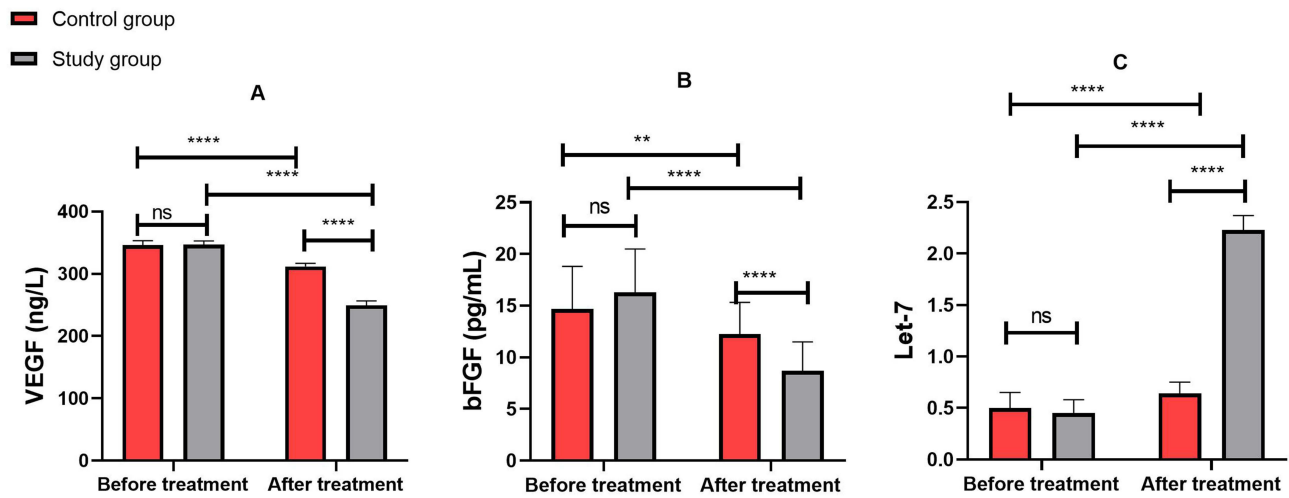 Control group
Study group
A
****
****
ns
****
400
300
200
100
0
VEGF (ng/L)
Before treatment
After treatment
B
**
****
ns
****
25
20
15
10
5
0
bFGF (pg/mL)
Before treatment
After treatment
C
****
****
****
ns
2.5
2.0
1.5
1.0
0.5
0.0
Let-7
Before treatment
After treatment